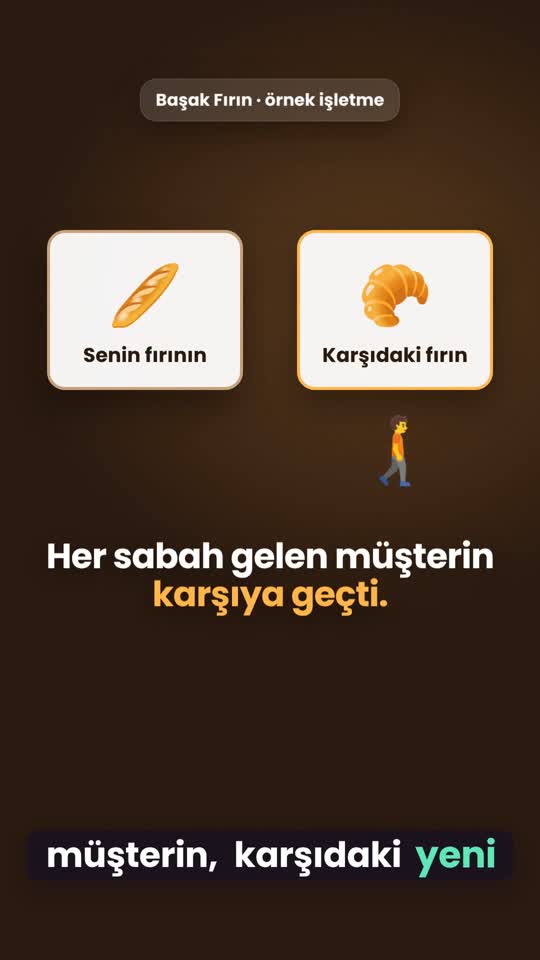 Başak Fırın · örnek işletme
Senin fırının
Karşıdaki fırın
Her sabah gelen müşterin
karşıya geçti.
müşterin, karşıdaki yeni